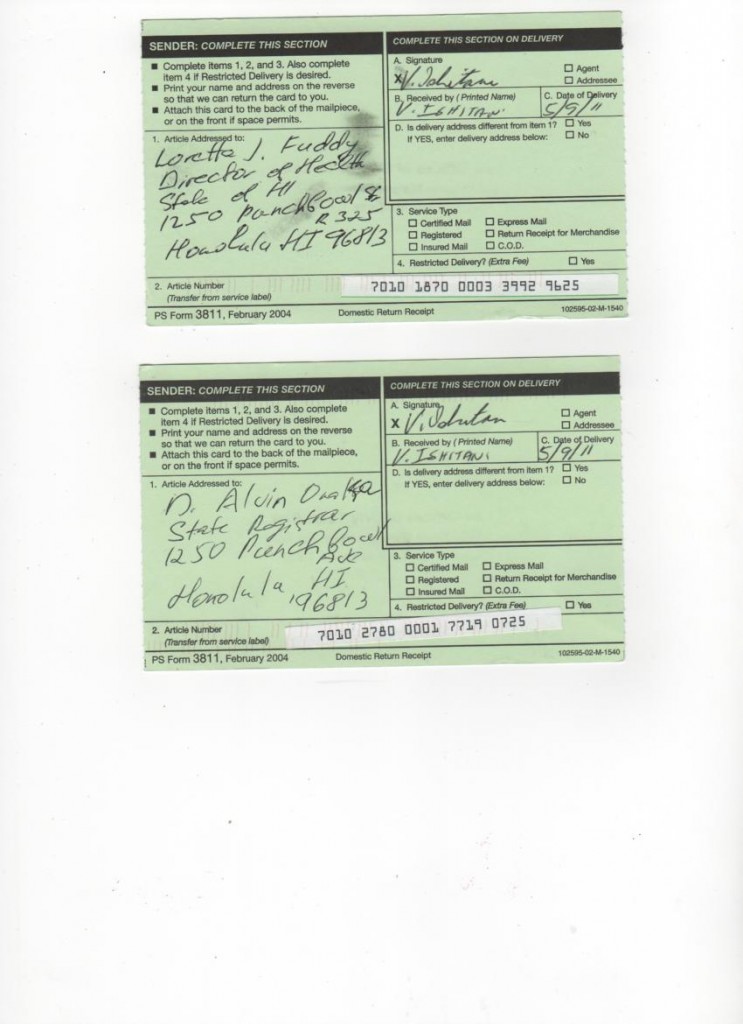 SENDER: COMPLETE THIS SECTION
■ Complete items 1, 2, and 3. Also complete
item 4 if Restricted Delivery is desired.
■ Print your name and address on the reverse
so that we can return the card to you.
■ Attach this card to the back of the mailpiece,
or on the front if space permits.
1. Article Addressed to:
Loretta J. Fuddy
Director of Health
State of HI
1250 Punchbowl St
R 325
Honolulu HI 96813
COMPLETE THIS SECTION ON DELIVERY
A. Signature
X V. Ishitani
☐ Agent
☐ Addressee
B. Received by (Printed Name)
V. ISHITANI
C. Date of Delivery
5/9/11
D. Is delivery address different from item 1? ☐ Yes
If YES, enter delivery address below: ☐ No
3. Service Type
☐ Certified Mail ☐ Express Mail
☐ Registered ☐ Return Receipt for Merchandise
☐ Insured Mail ☐ C.O.D.
4. Restricted Delivery? (Extra Fee) ☐ Yes
2. Article Number
(Transfer from service label)
7010 1870 0003 3992 9625
PS Form 3811, February 2004 Domestic Return Receipt 102595-02-M-1540
SENDER: COMPLETE THIS SECTION
■ Complete items 1, 2, and 3. Also complete
item 4 if Restricted Delivery is desired.
■ Print your name and address on the reverse
so that we can return the card to you.
■ Attach this card to the back of the mailpiece,
or on the front if space permits.
1. Article Addressed to:
D. Alvin Onaka
State Registrar
1250 Punchbowl
Ave
Honolulu HI
96813
COMPLETE THIS SECTION ON DELIVERY
A. Signature
X V. Ishitani
☐ Agent
☐ Addressee
B. Received by (Printed Name)
V. ISHITANI
C. Date of Delivery
5/9/11
D. Is delivery address different from item 1? ☐ Yes
If YES, enter delivery address below: ☐ No
3. Service Type
☐ Certified Mail ☐ Express Mail
☐ Registered ☐ Return Receipt for Merchandise
☐ Insured Mail ☐ C.O.D.
4. Restricted Delivery? (Extra Fee) ☐ Yes
2. Article Number
(Transfer from service label)
7010 2780 0001 7719 0725
PS Form 3811, February 2004 Domestic Return Receipt 102595-02-M-1540